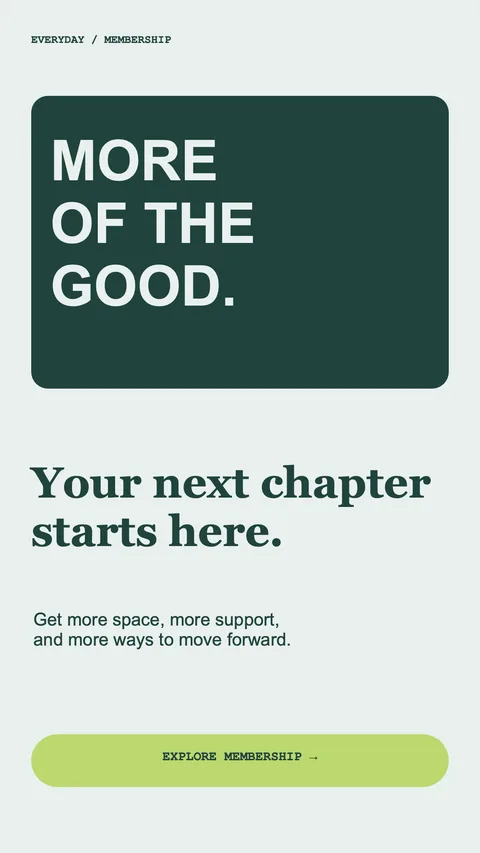 EVERYDAY / MEMBERSHIP
MORE
OF THE
GOOD.
Your next chapter
starts here.
Get more space, more support,
and more ways to move forward.
EXPLORE MEMBERSHIP →